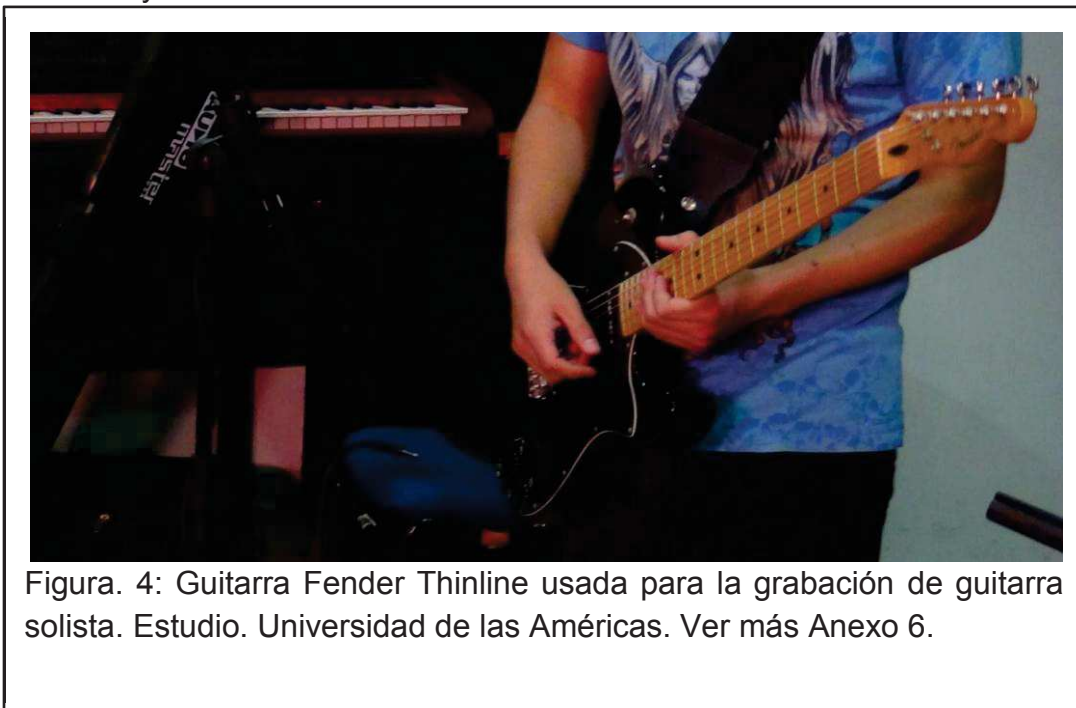 master
Figura. 4: Guitarra Fender Thinline usada para la grabación de guitarra
solista. Estudio. Universidad de las Américas. Ver más Anexo 6.